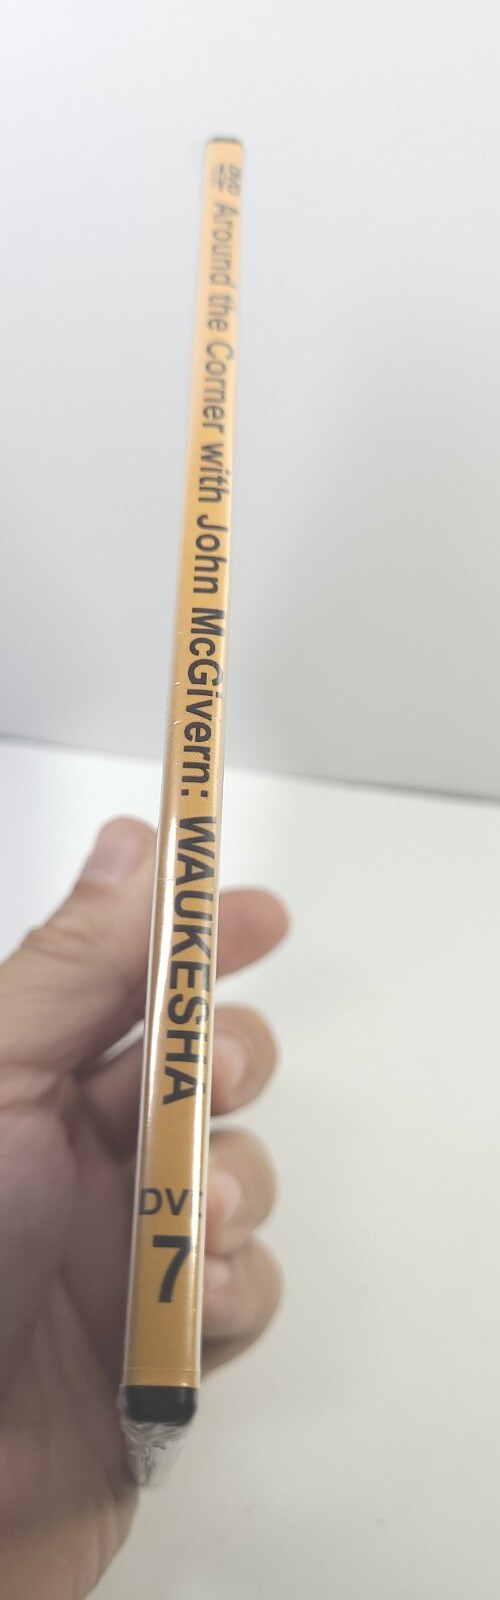 DVD
Around the Corner with John McGivern: WAUKESHA
DVD
7